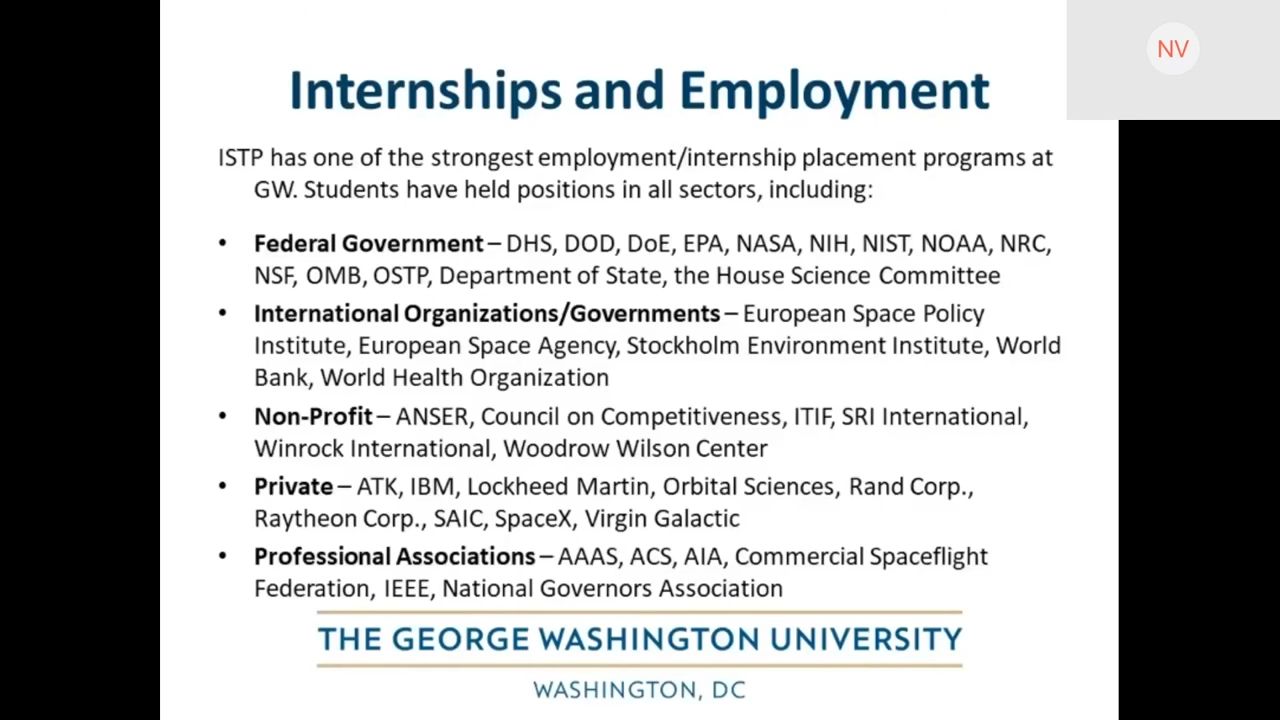 NV
Internships and Employment
ISTP has one of the strongest employment/internship placement programs at
GW. Students have held positions in all sectors, including:
• Federal Government – DHS, DOD, DoE, EPA, NASA, NIH, NIST, NOAA, NRC,
NSF, OMB, OSTP, Department of State, the House Science Committee
• International Organizations/Governments – European Space Policy
Institute, European Space Agency, Stockholm Environment Institute, World
Bank, World Health Organization
• Non-Profit – ANSER, Council on Competitiveness, ITIF, SRI International,
Winrock International, Woodrow Wilson Center
• Private – ATK, IBM, Lockheed Martin, Orbital Sciences, Rand Corp.,
Raytheon Corp., SAIC, SpaceX, Virgin Galactic
• Professional Associations – AAAS, ACS, AIA, Commercial Spaceflight
Federation, IEEE, National Governors Association
THE GEORGE WASHINGTON UNIVERSITY
WASHINGTON, DC